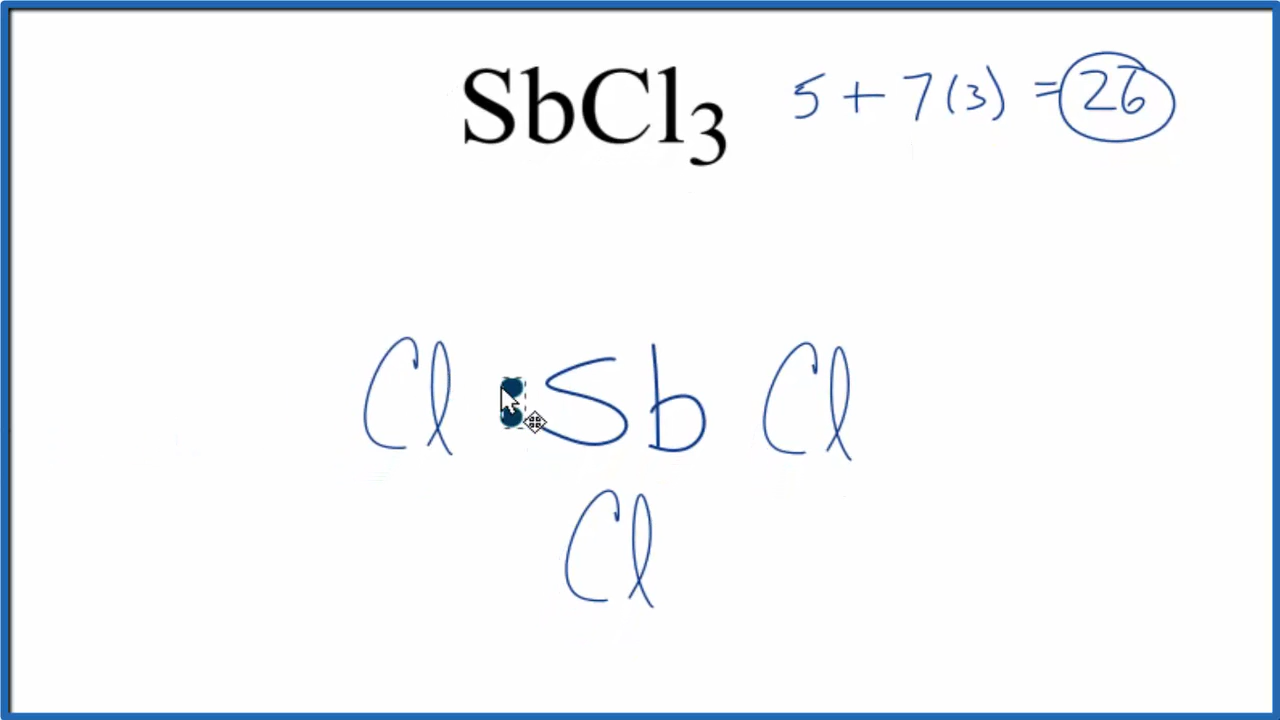 SbCl₃ 5 + 7(3) = 26
Cl : Sb Cl
Cl